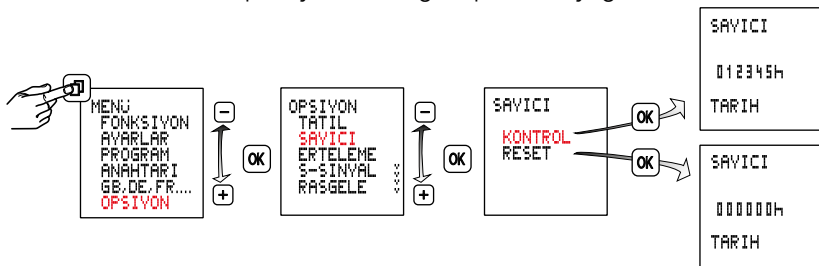 MENÜ
FONKSIYON
AYARLAR
PROGRAM
ANAHTARI
GB,DE,FR....
OPSIYON
−
+
OK
OPSIYON
TATIL
SAYICI
ERTELEME
S-SINYAL
RASGELE
−
+
OK
SAYICI
KONTROL
RESET
OK
OK
SAYICI
012345h
TARIH
SAYICI
000000h
TARIH